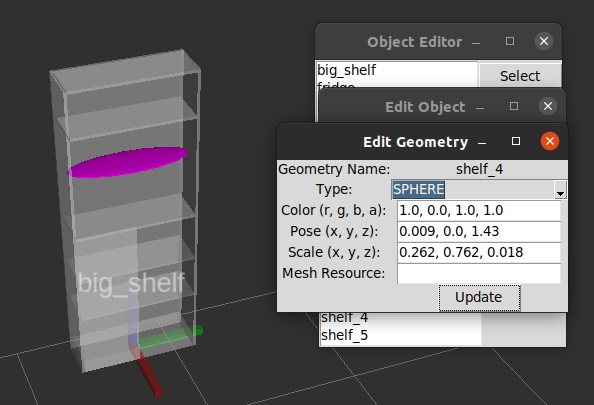 Object Editor
big_shelf
fridge
Select
Edit Object
Edit Geometry
Geometry Name: shelf_4
Type: SPHERE
Color (r, g, b, a): 1.0, 0.0, 1.0, 1.0
Pose (x, y, z): 0.009, 0.0, 1.43
Scale (x, y, z): 0.262, 0.762, 0.018
Mesh Resource:
Update
shelf_4
shelf_5
big_shelf